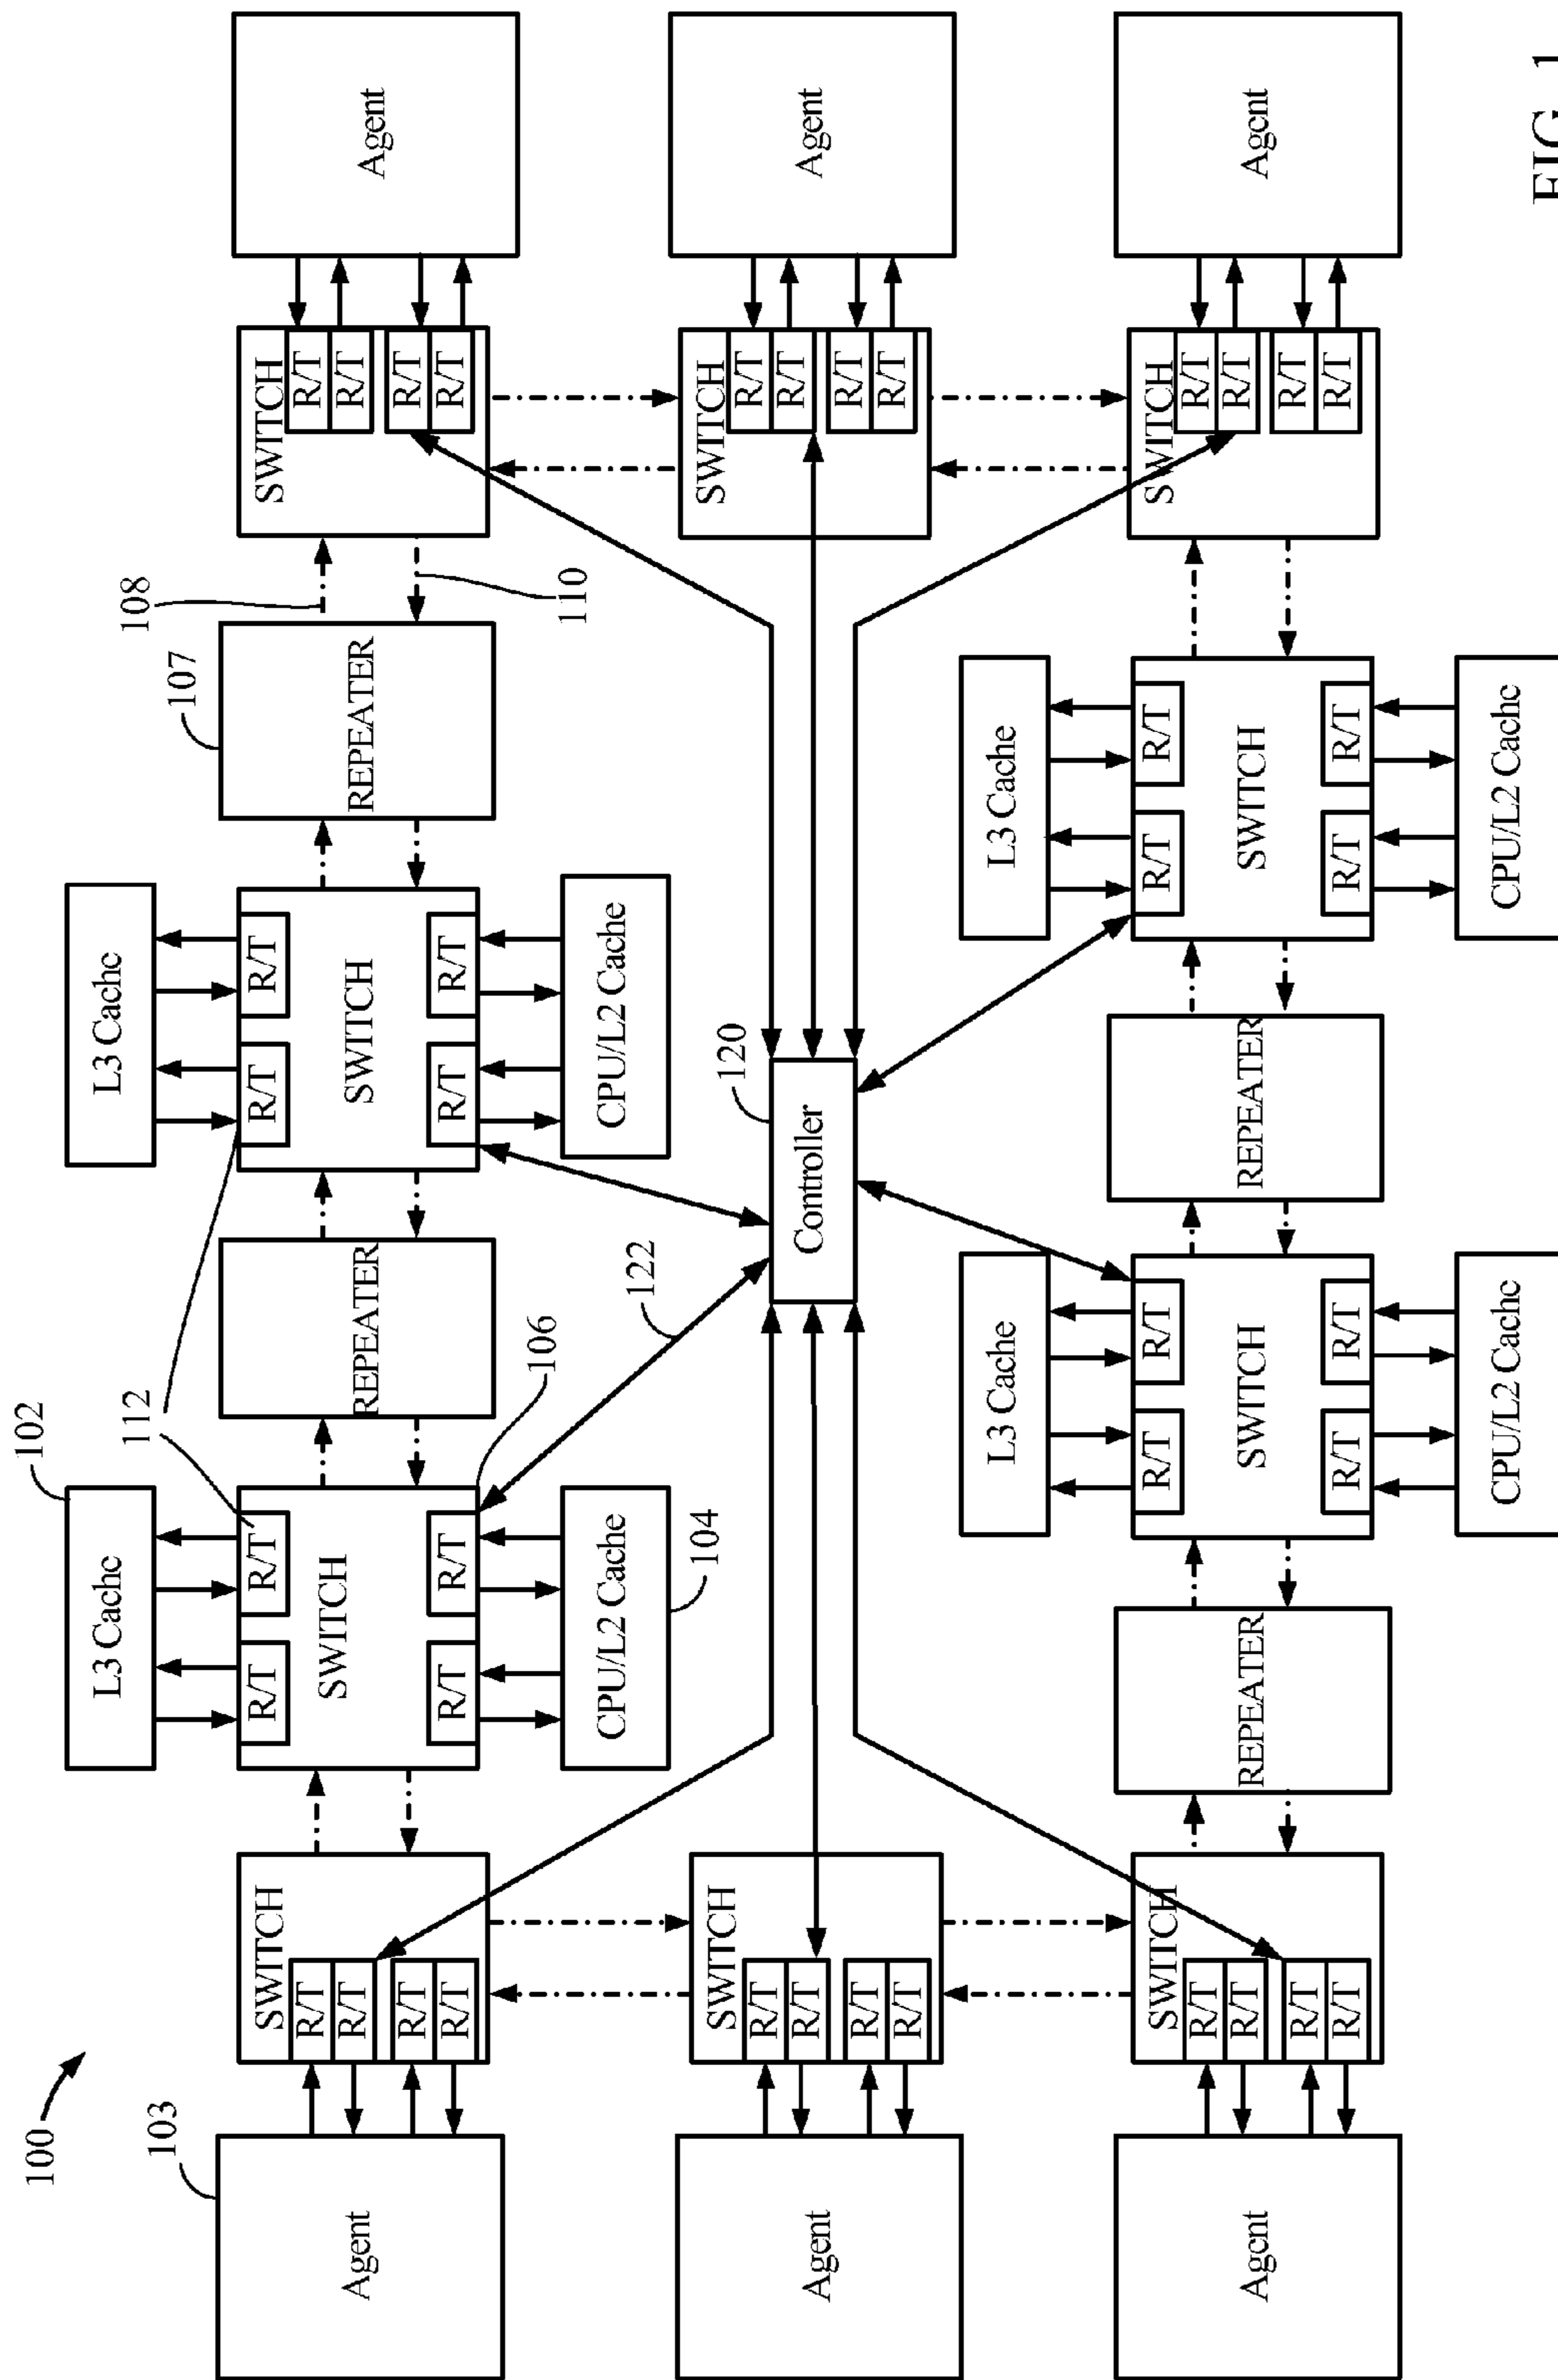 100
102
103
112
108
107
L3 Cache
L3 Cache
Agent
SWITCH
R/T
R/T
R/T
R/T
R/T
R/T
SWITCH
R/T
R/T
REPEATER
R/T
R/T
SWITCH
R/T
R/T
REPEATER
SWITCH
R/T
R/T
R/T
R/T
Agent
106
110
CPU/L2 Cache
104
122
CPU/L2 Cache
120
Agent
SWITCH
R/T
R/T
R/T
R/T
Controller
SWITCH
R/T
R/T
R/T
R/T
Agent
L3 Cache
L3 Cache
Agent
SWITCH
R/T
R/T
R/T
R/T
REPEATER
R/T
R/T
SWITCH
R/T
R/T
REPEATER
R/T
R/T
SWITCH
R/T
R/T
SWITCH
R/T
R/T
R/T
R/T
Agent
CPU/L2 Cache
CPU/L2 Cache
FIG. 1